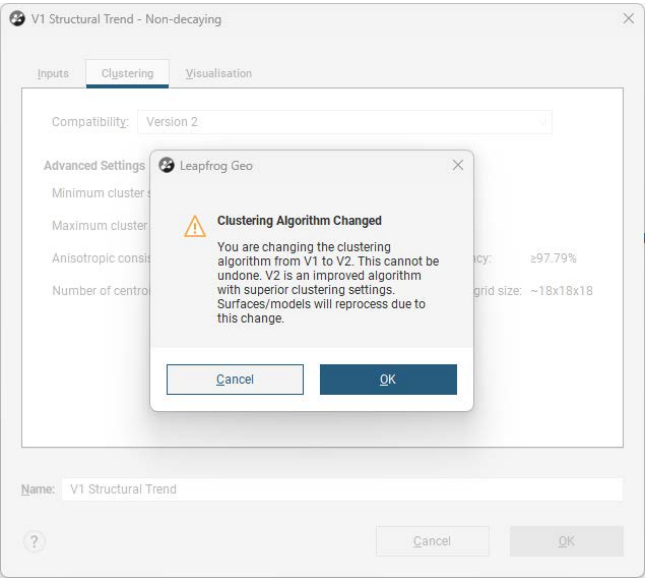 V1 Structural Trend - Non-decaying
Inputs Clustering Visualisation
Compatibility: Version 2
Advanced Settings
Leapfrog Geo
Minimum cluster
Maximum cluster
Clustering Algorithm Changed
You are changing the clustering
algorithm from V1 to V2. This cannot be
undone. V2 is an improved algorithm
with superior clustering settings.
Surfaces/models will reprocess due to
this change.
Anisotropic consis
ncy: ≥97.79%
Number of centro
grid size: ~18x18x18
Cancel OK
Name: V1 Structural Trend
?
Cancel OK